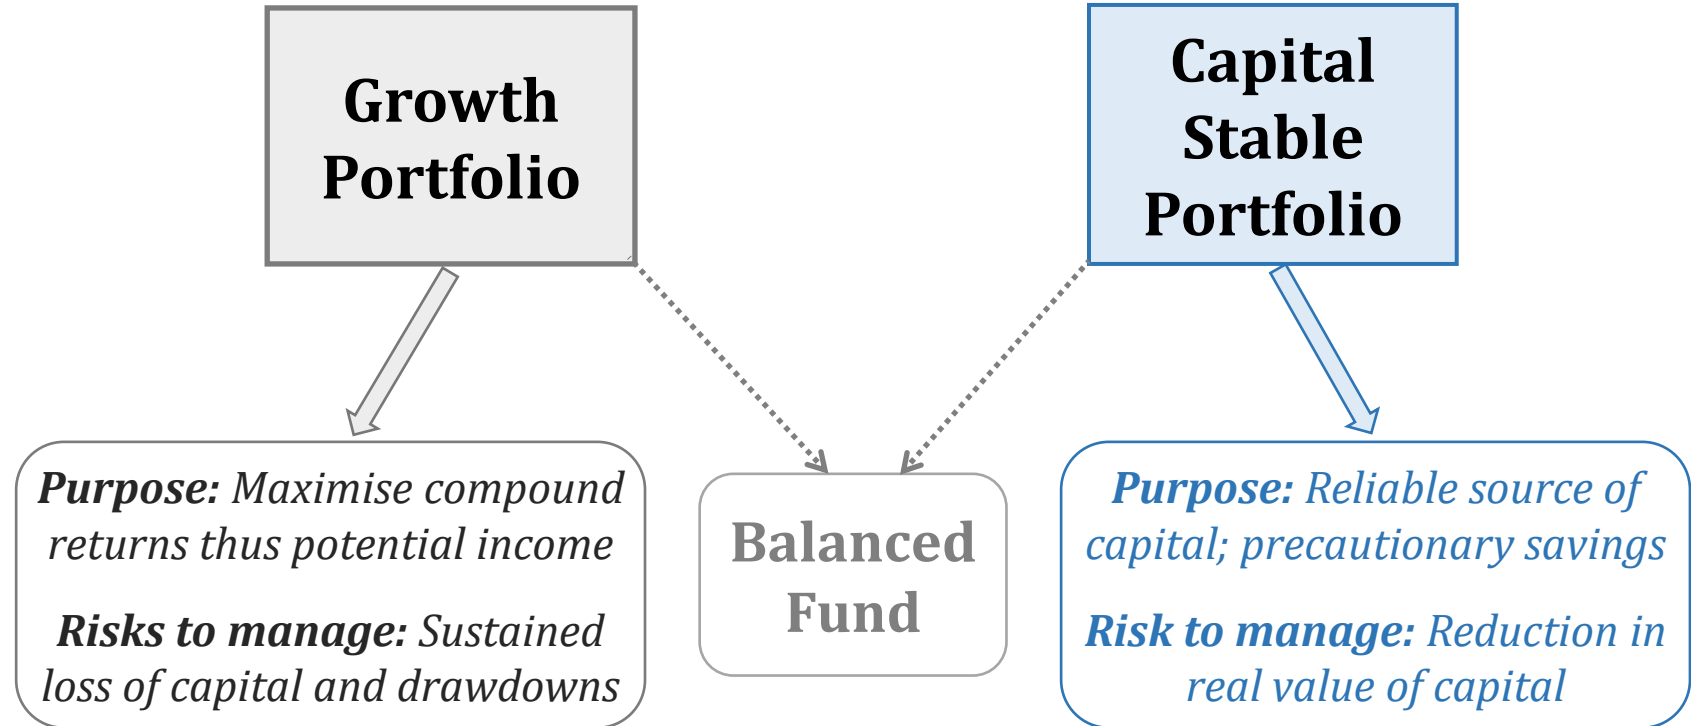 Growth
Portfolio
Capital
Stable
Portfolio
Purpose: Maximise compound
returns thus potential income
Risks to manage: Sustained
loss of capital and drawdowns
Balanced
Fund
Purpose: Reliable source of
capital; precautionary savings
Risk to manage: Reduction in
real value of capital